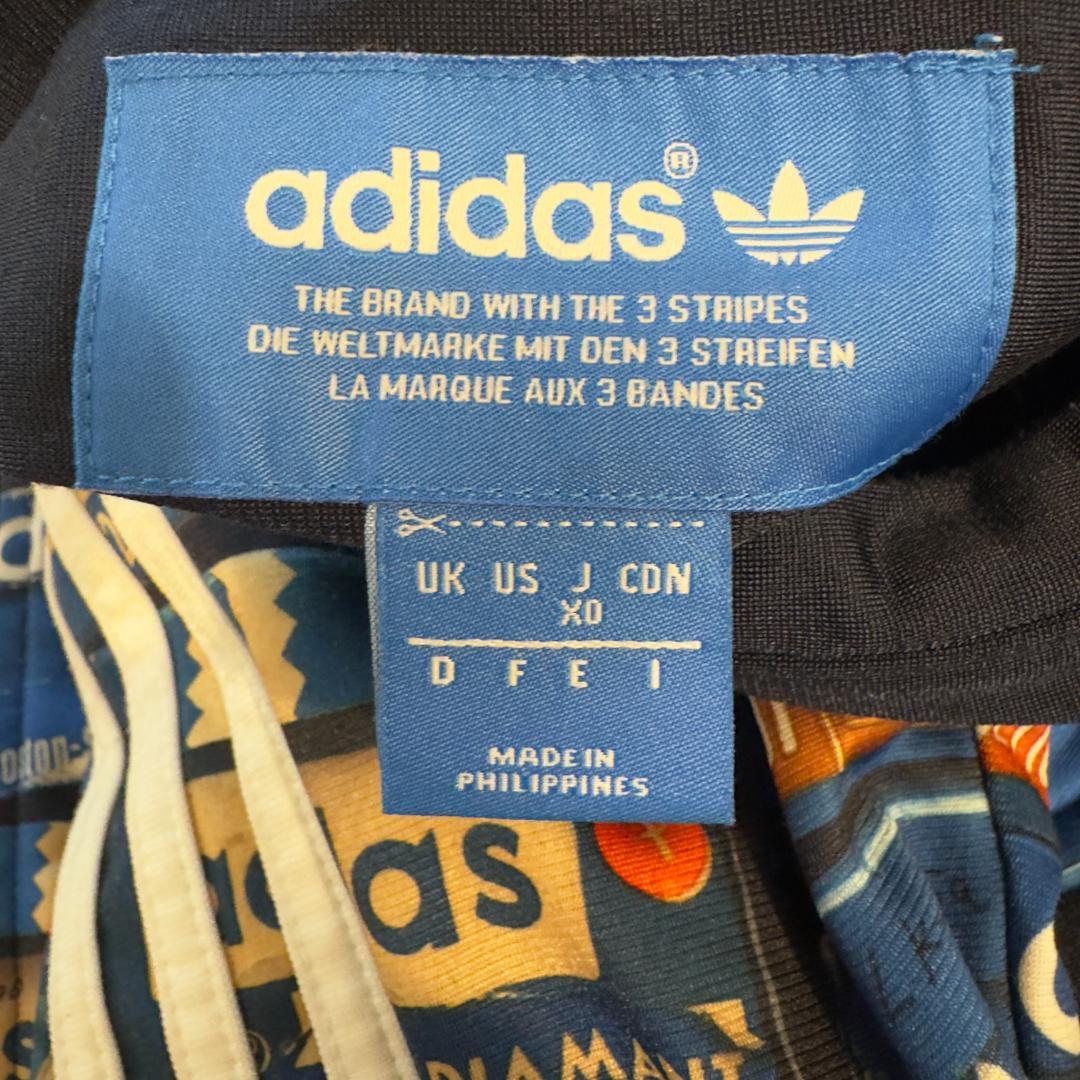 adidas®
THE BRAND WITH THE 3 STRIPES
DIE WELTMARKE MIT DEN 3 STREIFEN
LA MARQUE AUX 3 BANDES
UK US J CDN
XO
D F E I
MADE IN
PHILIPPINES
adidas
DIAMANT